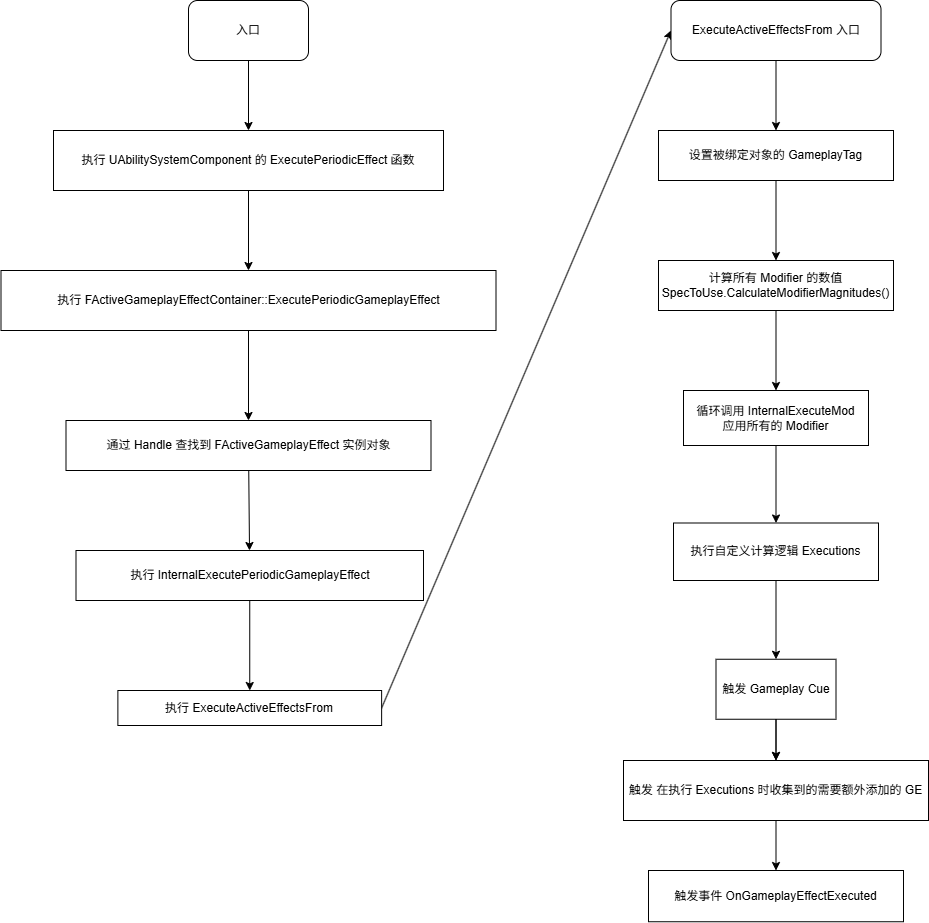 入口
执行 UAbilitySystemComponent 的 ExecutePeriodicEffect 函数
执行 FActiveGameplayEffectContainer::ExecutePeriodicGameplayEffect
通过 Handle 查找到 FActiveGameplayEffect 实例对象
执行 InternalExecutePeriodicGameplayEffect
执行 ExecuteActiveEffectsFrom
ExecuteActiveEffectsFrom 入口
设置被绑定对象的 GameplayTag
计算所有 Modifier 的数值
SpecToUse.CalculateModifierMagnitudes()
循环调用 InternalExecuteMod
应用所有的 Modifier
执行自定义计算逻辑 Executions
触发 Gameplay Cue
触发 在执行 Executions 时收集到的需要额外添加的 GE
触发事件 OnGameplayEffectExecuted